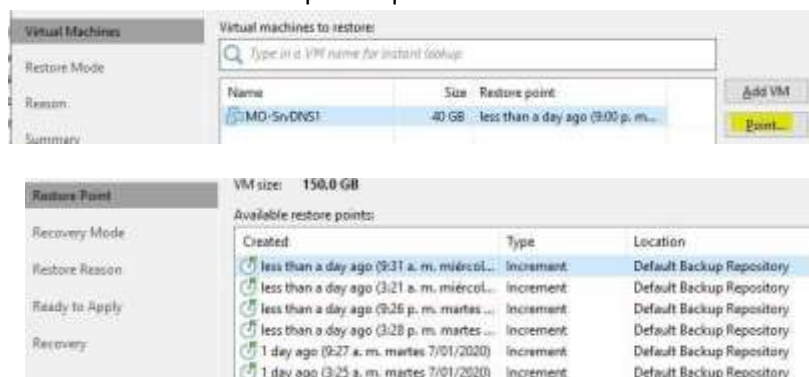 Virtual Machines
Virtual machines to restore:
Type in a VM name for instant lookup
Restore Mode
Reason
Summary
Name Size Restore point
MO-SrvDNS1 40 GB less than a day ago (9:00 p. m....
Add VM
Point...
Restore Point
VM size: 150.0 GB
Available restore points:
Recovery Mode
Restore Reason
Ready to Apply
Recovery
Created Type Location
less than a day ago (9:31 a. m. miércol... Increment Default Backup Repository
less than a day ago (3:21 a. m. miércol... Increment Default Backup Repository
less than a day ago (9:26 p. m. martes ... Increment Default Backup Repository
less than a day ago (3:28 p. m. martes ... Increment Default Backup Repository
1 day ago (9:27 a. m. martes 7/01/2020) Increment Default Backup Repository
1 day ago (3:25 a. m. martes 7/01/2020) Increment Default Backup Repository